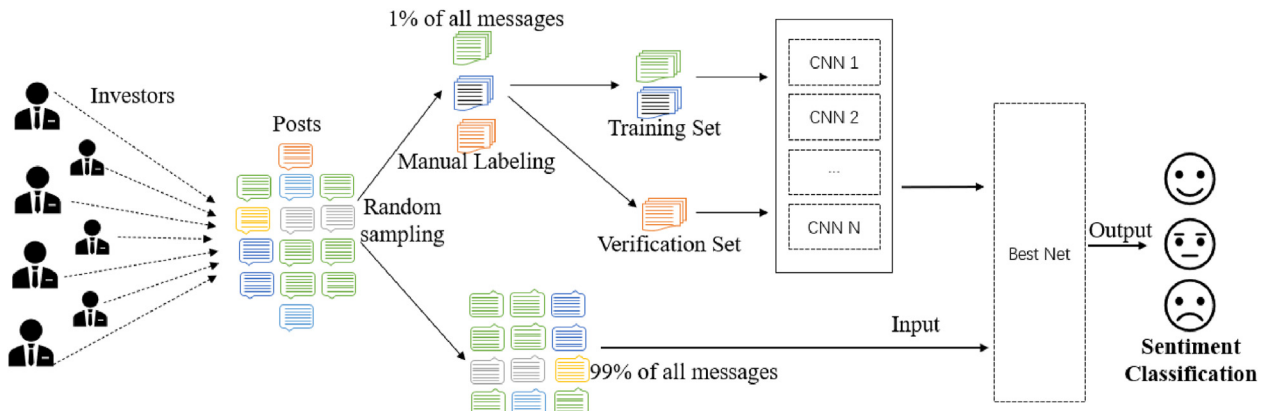 1% of all messages
Investors
Posts
Manual Labeling
Random
sampling
Training Set
Verification Set
CNN 1
CNN 2
...
CNN N
Best Net
Output
Input
99% of all messages
Sentiment
Classification